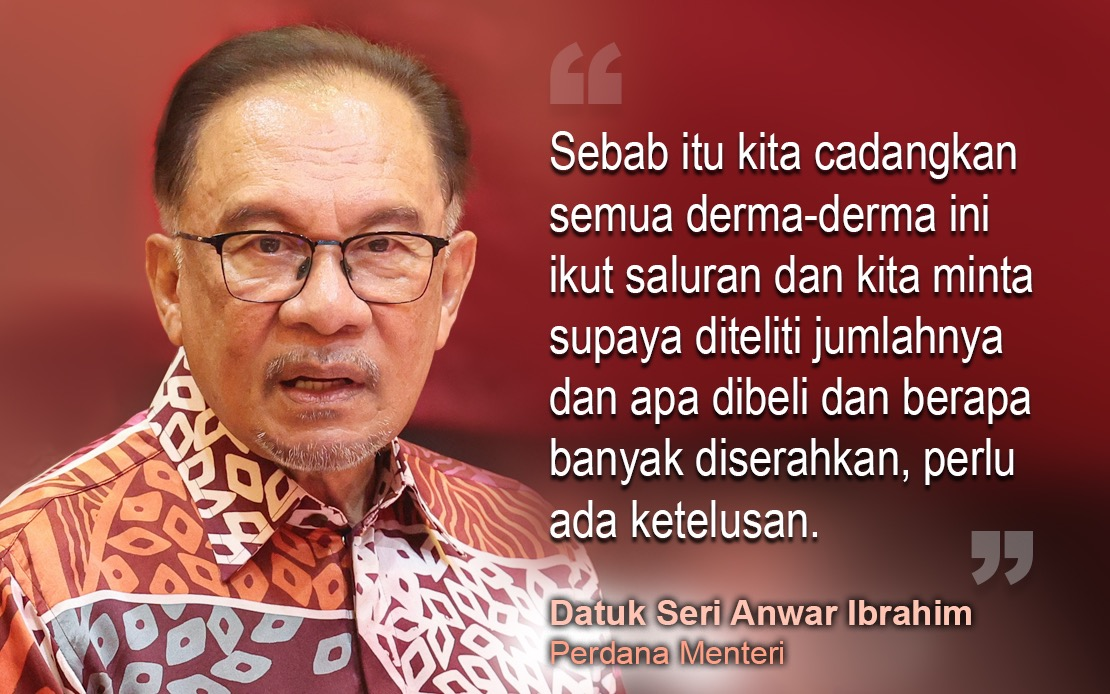 “
Sebab itu kita cadangkan
semua derma-derma ini
ikut saluran dan kita minta
supaya diteliti jumlahnya
dan apa dibeli dan berapa
banyak diserahkan, perlu
ada ketelusan.
”
Datuk Seri Anwar Ibrahim
Perdana Menteri